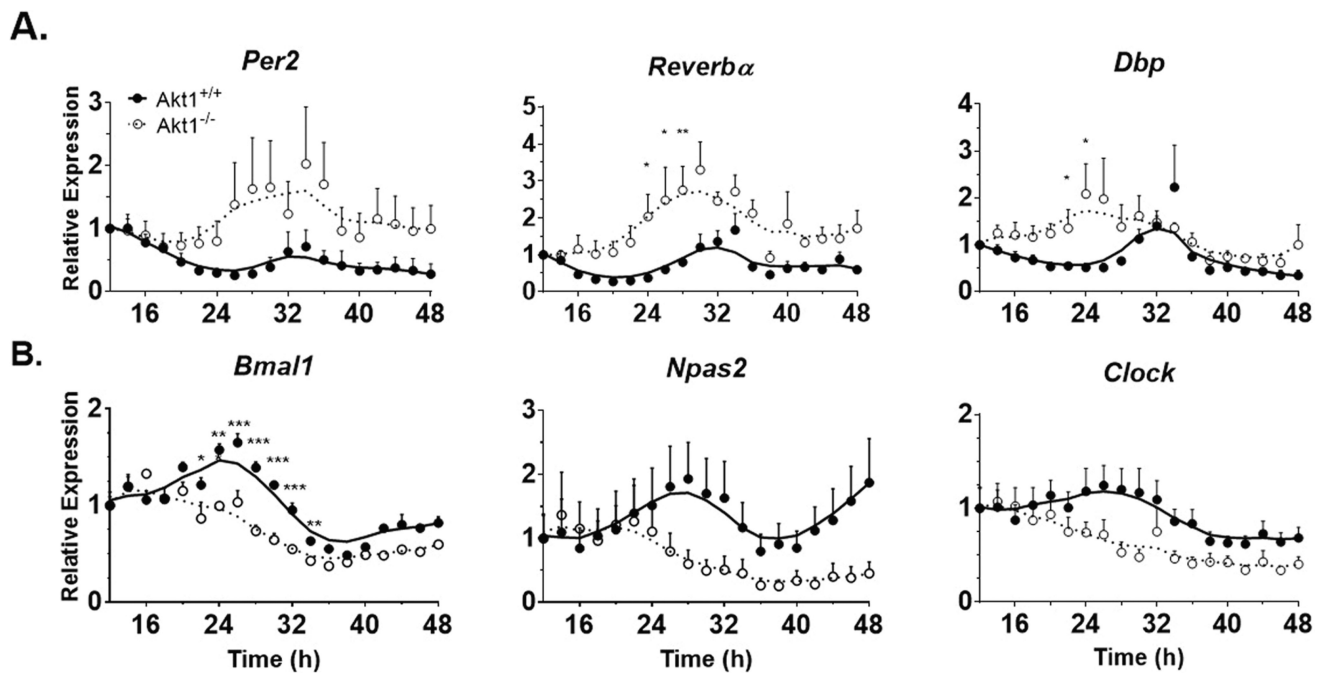 A.
Per2
Reverbα
Dbp
Akt1+/+
Akt1-/-
Relative Expression
3
2
1
0
16 24 32 40 48
5
4
3
2
1
0
* * **
16 24 32 40 48
4
3
2
1
0
* *
16 24 32 40 48
B.
Bmal1
Npas2
Clock
Relative Expression
2
1
0
* ** *** *** *** *** **
16 24 32 40 48
Time (h)
3
2
1
0
16 24 32 40 48
Time (h)
2
1
0
16 24 32 40 48
Time (h)